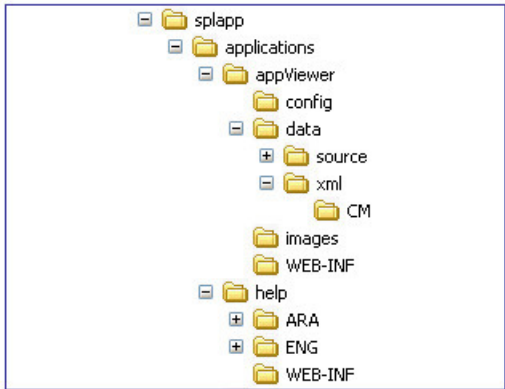 splapp
applications
appViewer
config
data
source
xml
CM
images
WEB-INF
help
ARA
ENG
WEB-INF